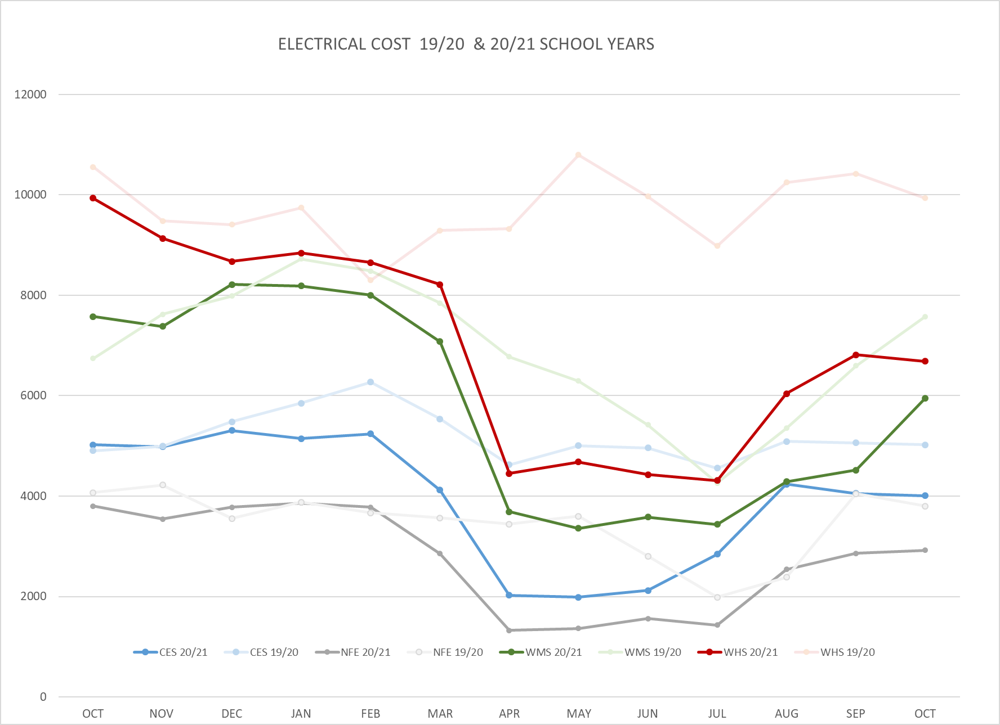 ELECTRICAL COST 19/20 & 20/21 SCHOOL YEARS
12000
10000
8000
6000
4000
2000
CES 20/21 CES 19/20 NFE 20/21 NFE 19/20 WMS 20/21 WMS 19/20 WHS 20/21 WHS 19/20
0
OCT NOV DEC JAN FEB MAR APR MAY JUN JUL AUG SEP OCT